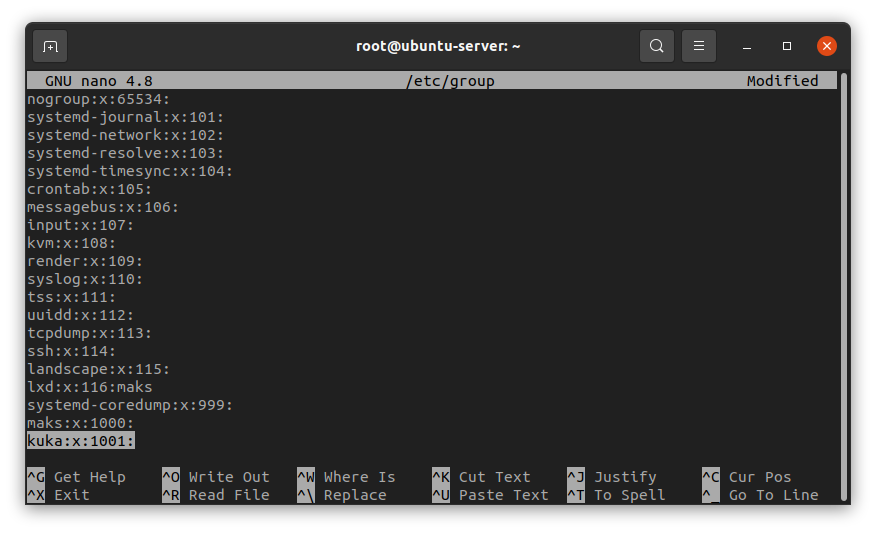 root@ubuntu-server: ~
GNU nano 4.8 /etc/group Modified
nogroup:x:65534:
systemd-journal:x:101:
systemd-network:x:102:
systemd-resolve:x:103:
systemd-timesync:x:104:
crontab:x:105:
messagebus:x:106:
input:x:107:
kvm:x:108:
render:x:109:
syslog:x:110:
tss:x:111:
uuidd:x:112:
tcpdump:x:113:
ssh:x:114:
landscape:x:115:
lxd:x:116:maks
systemd-coredump:x:999:
maks:x:1000:
kuka:x:1001:
^G Get Help ^O Write Out ^W Where Is ^K Cut Text ^J Justify ^C Cur Pos
^X Exit ^R Read File ^\ Replace ^U Paste Text ^T To Spell ^_ Go To Line